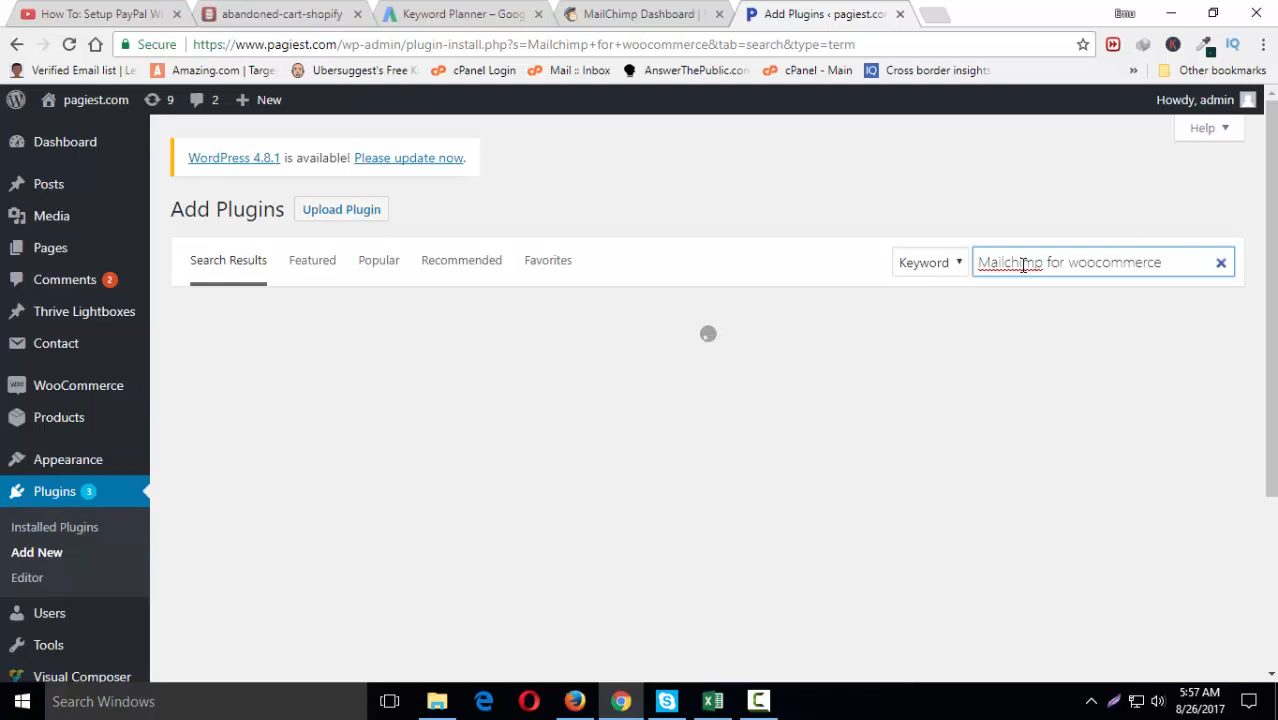 How To: Setup PayPal Wi
abandoned-cart-shopify
Keyword Planner – Goog
MailChimp Dashboard |
Add Plugins ‹ pagiest.co
Emu
Secure
https://www.pagiest.com/wp-admin/plugin-install.php?s=Mailchimp+for+woocommerce&tab=search&type=term
Verified Email list | Le
Amazing.com | Targe
Ubersuggest's Free K
cPanel Login
Mail :: Inbox
AnswerThePublic.con
cPanel - Main
Cross border insights
Other bookmarks
pagiest.com
9
2
New
Howdy, admin
Help
Dashboard
Posts
Media
Pages
Comments 2
Thrive Lightboxes
Contact
WooCommerce
Products
Appearance
Plugins 3
Installed Plugins
Add New
Editor
Users
Tools
Visual Composer
WordPress 4.8.1 is available! Please update now.
Add Plugins
Upload Plugin
Search Results
Featured
Popular
Recommended
Favorites
Keyword
Mailchimp for woocommerce
Search Windows
5:57 AM
8/26/2017